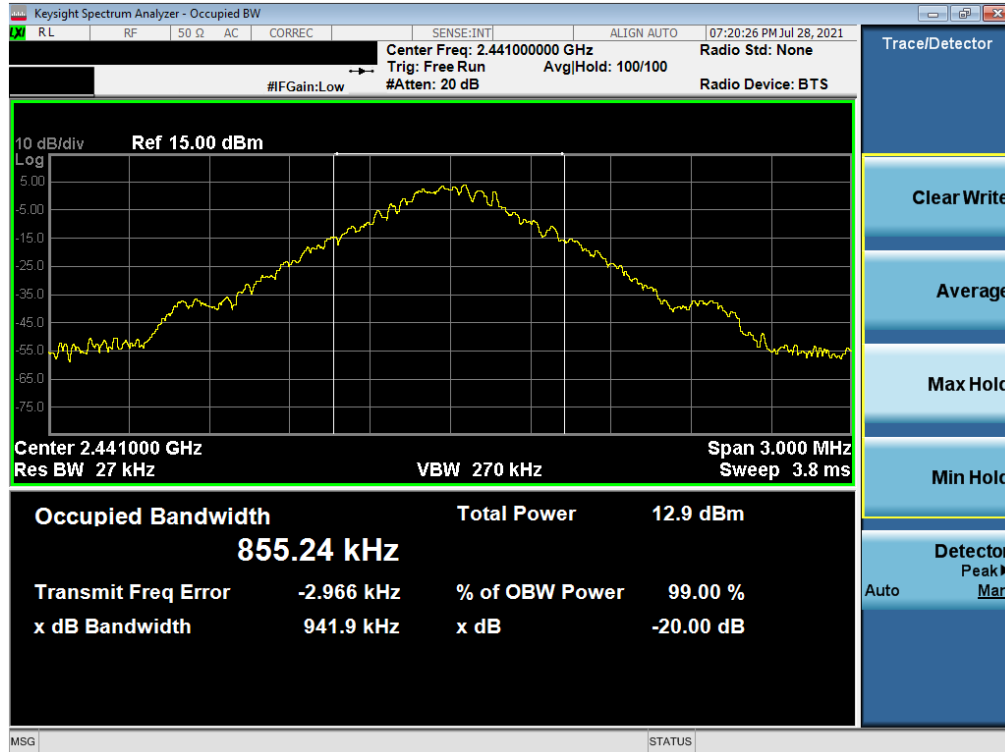 Keysight Spectrum Analyzer - Occupied BW
LXI RL RF 50 Ω AC CORREC SENSE:INT ALIGN AUTO 07:20:26 PM Jul 28, 2021
Center Freq: 2.441000000 GHz Radio Std: None
Trig: Free Run Avg|Hold: 100/100
#IFGain:Low #Atten: 20 dB Radio Device: BTS
Trace/Detector
10 dB/div Ref 15.00 dBm
Log
5.00
-5.00
-15.0
-25.0
-35.0
-45.0
-55.0
-65.0
-75.0
Center 2.441000 GHz Span 3.000 MHz
Res BW 27 kHz VBW 270 kHz Sweep 3.8 ms
Occupied Bandwidth Total Power 12.9 dBm
855.24 kHz
Transmit Freq Error -2.966 kHz % of OBW Power 99.00 %
x dB Bandwidth 941.9 kHz x dB -20.00 dB
Clear Write
Average
Max Hold
Min Hold
Detector
Peak
Auto Man
MSG STATUS